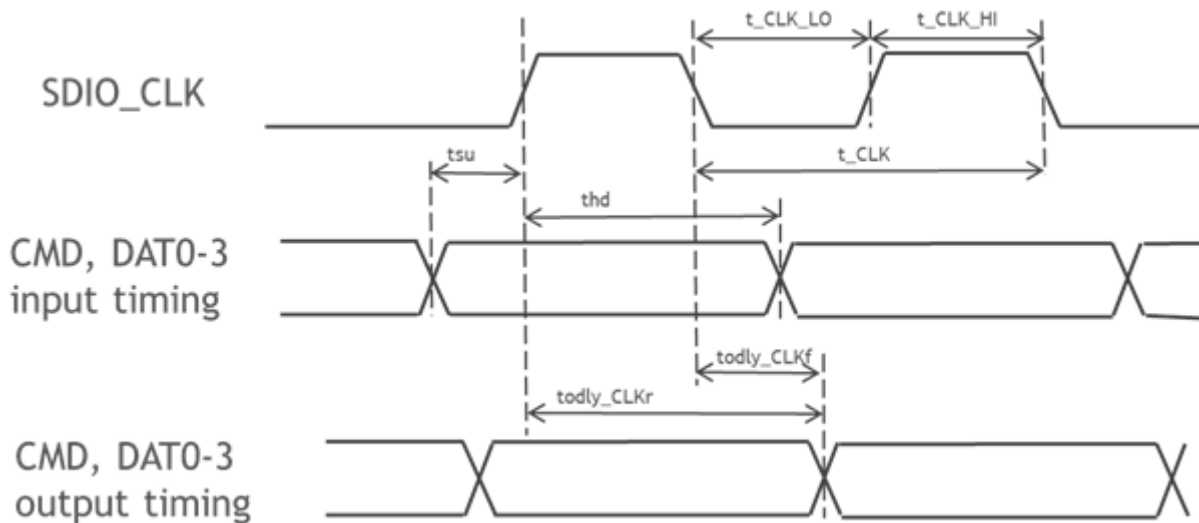 t_CLK_LO
t_CLK_HI
SDIO_CLK
tsu
t_CLK
thd
CMD, DAT0-3
input timing
todly_CLKf
todly_CLKr
CMD, DAT0-3
output timing